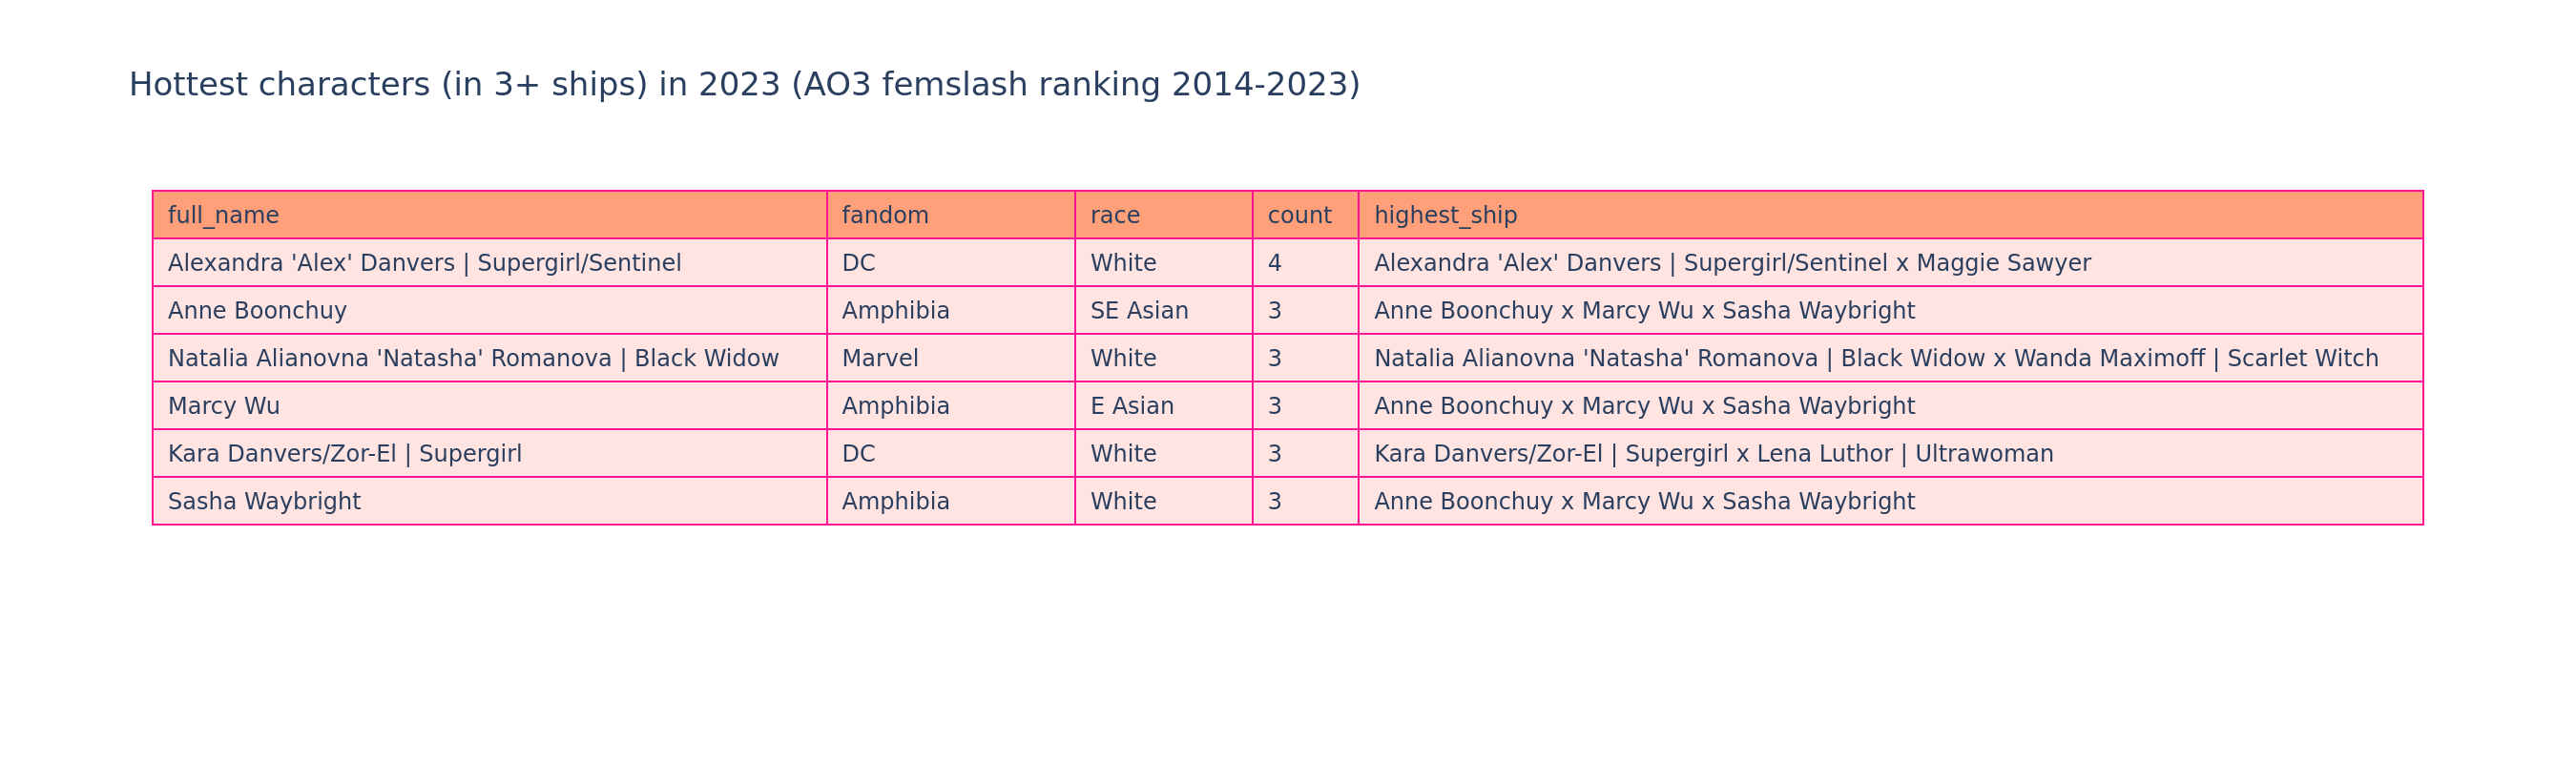 Hottest characters (in 3+ ships) in 2023 (AO3 femslash ranking 2014-2023)
full_name fandom race count highest_ship
Alexandra 'Alex' Danvers | Supergirl/Sentinel DC White 4 Alexandra 'Alex' Danvers | Supergirl/Sentinel x Maggie Sawyer
Anne Boonchuy Amphibia SE Asian 3 Anne Boonchuy x Marcy Wu x Sasha Waybright
Natalia Alianovna 'Natasha' Romanova | Black Widow Marvel White 3 Natalia Alianovna 'Natasha' Romanova | Black Widow x Wanda Maximoff | Scarlet Witch
Marcy Wu Amphibia E Asian 3 Anne Boonchuy x Marcy Wu x Sasha Waybright
Kara Danvers/Zor-El | Supergirl DC White 3 Kara Danvers/Zor-El | Supergirl x Lena Luthor | Ultrawoman
Sasha Waybright Amphibia White 3 Anne Boonchuy x Marcy Wu x Sasha Waybright